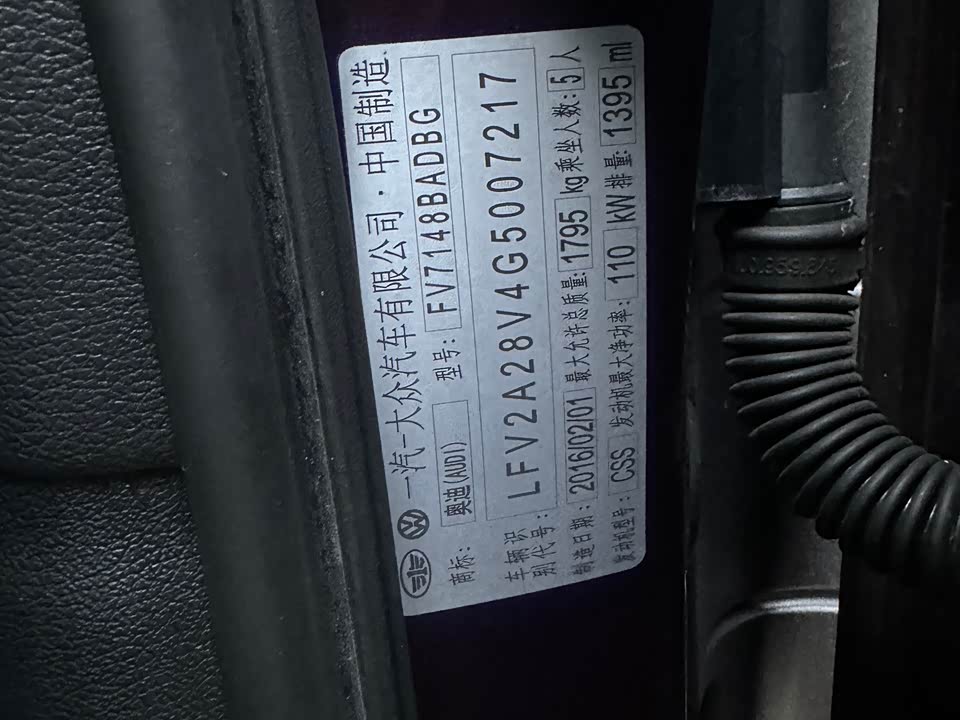 一汽-大众汽车有限公司·中国制造
商标: 奥迪(AUDI) 型号: FV7148BADBG
车辆识别代号: LFV2A28V4G5007217
制造日期: 2016/02/01 最大允许总质量: 1795 kg 乘坐人数: 5 人
发动机型号: CSS 发动机最大净功率: 110 kW 排量: 1395 ml